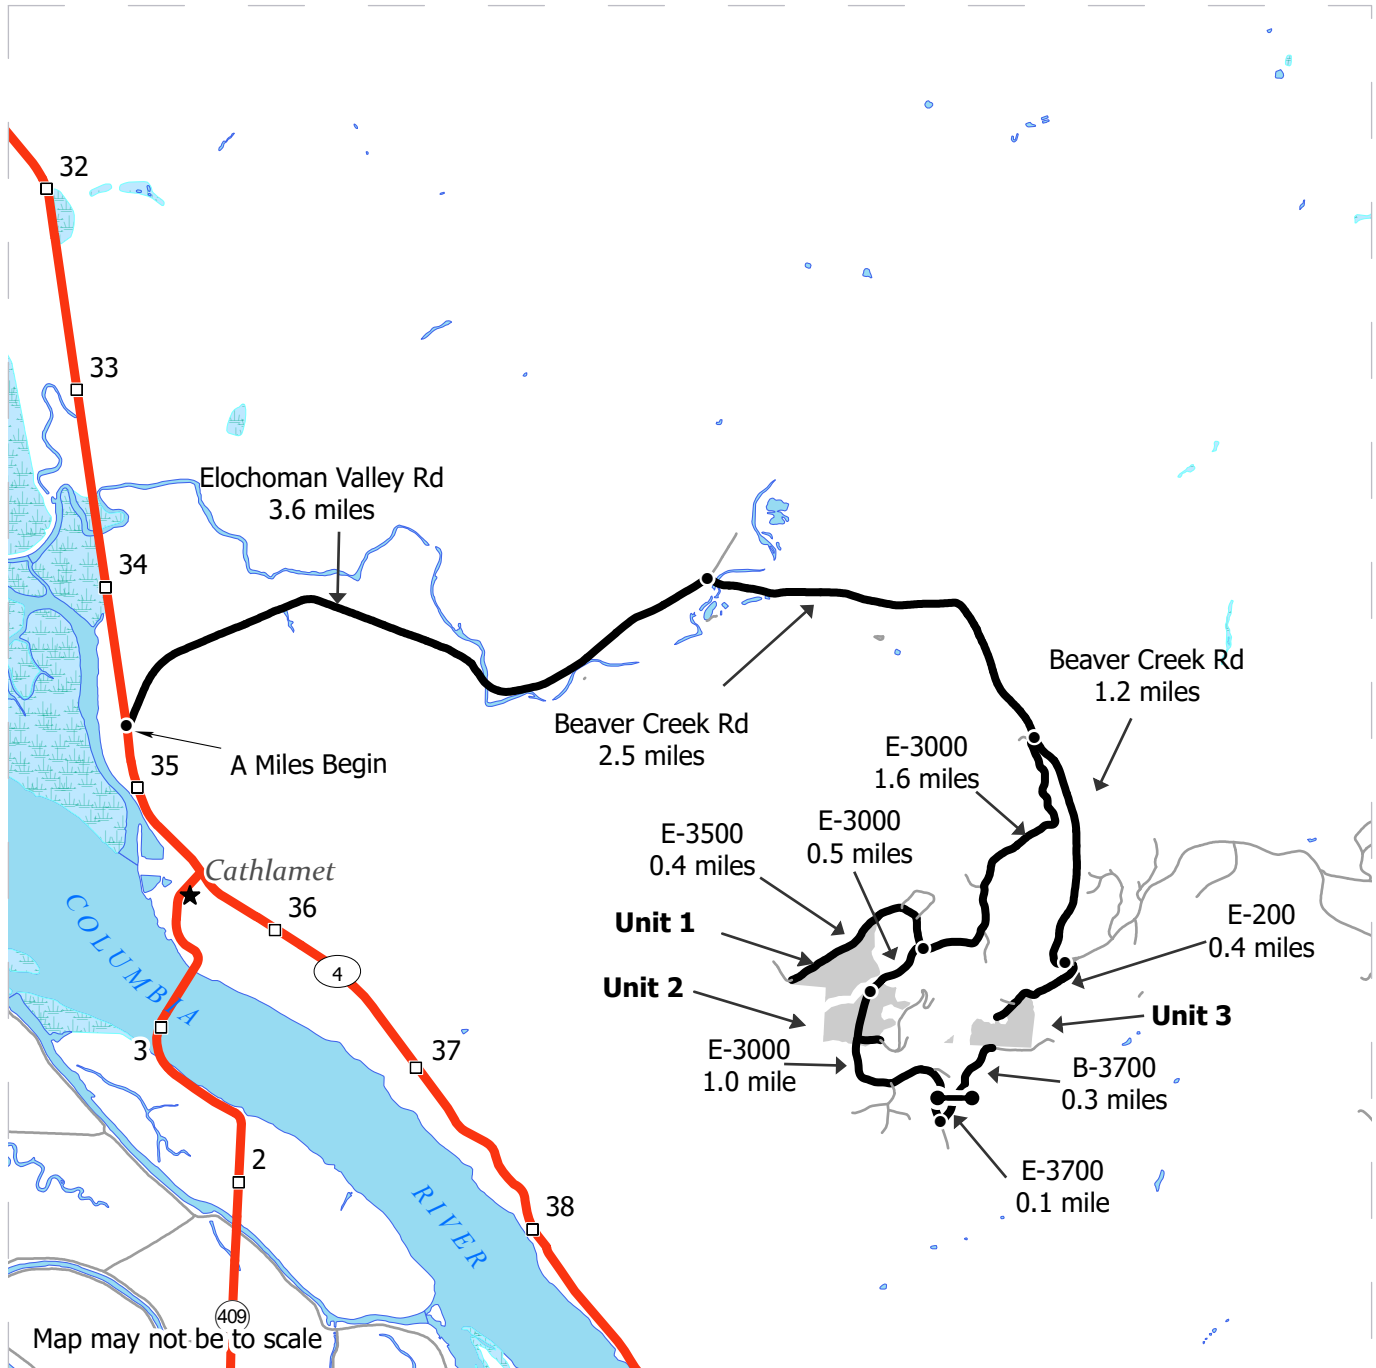 32
33
Elochoman Valley Rd
3.6 miles
34
Beaver Creek Rd
1.2 miles
Beaver Creek Rd
2.5 miles
A Miles Begin
35
E-3000
1.6 miles
E-3000
0.5 miles
E-3500
0.4 miles
Cathlamet
36
Unit 1
E-200
0.4 miles
4
COLUMBIA
Unit 2
Unit 3
3
37
E-3000
1.0 mile
B-3700
0.3 miles
2
E-3700
0.1 mile
38
RIVER
409
Map may not be to scale